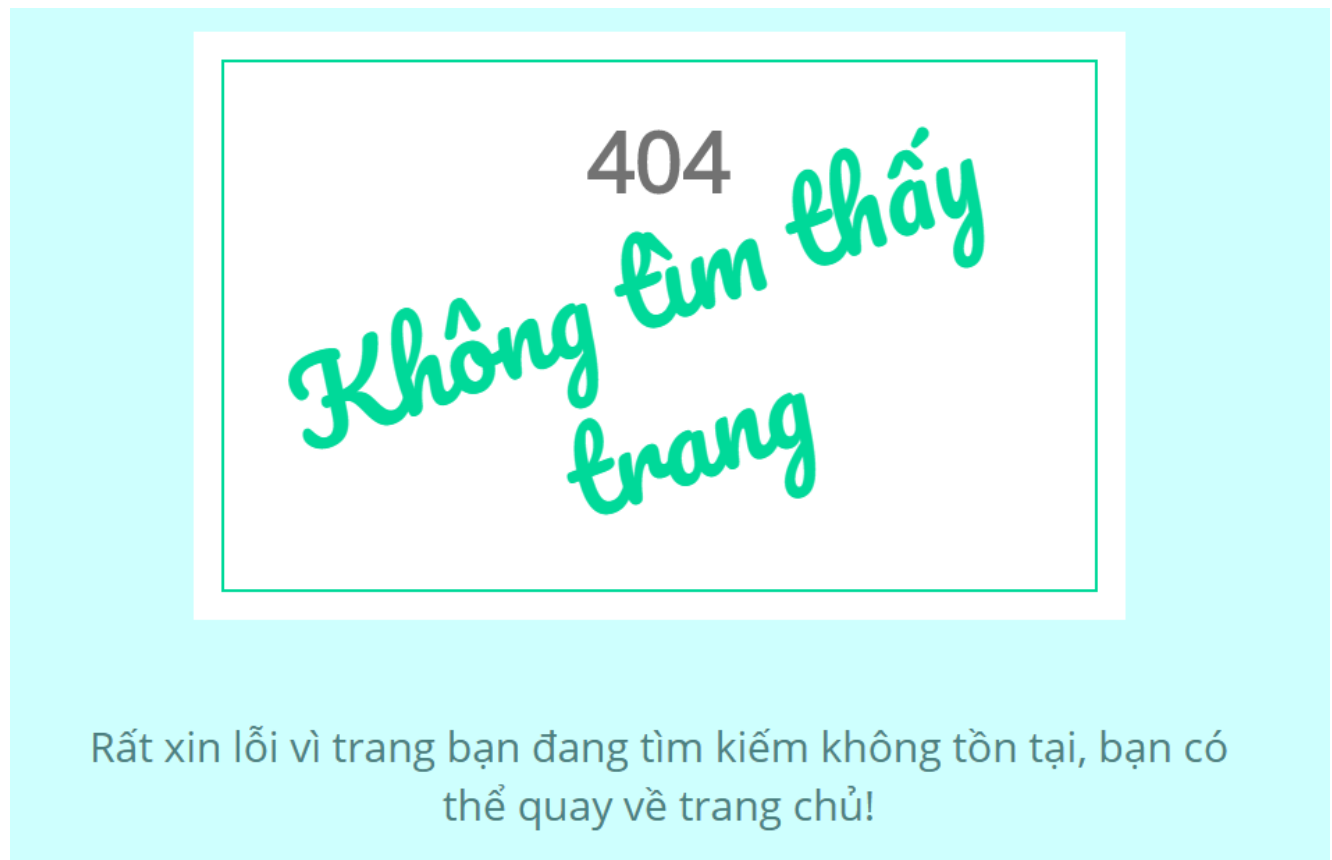 404
Không tìm thấy
trang
Rất xin lỗi vì trang bạn đang tìm kiếm không tồn tại, bạn có
thể quay về trang chủ!